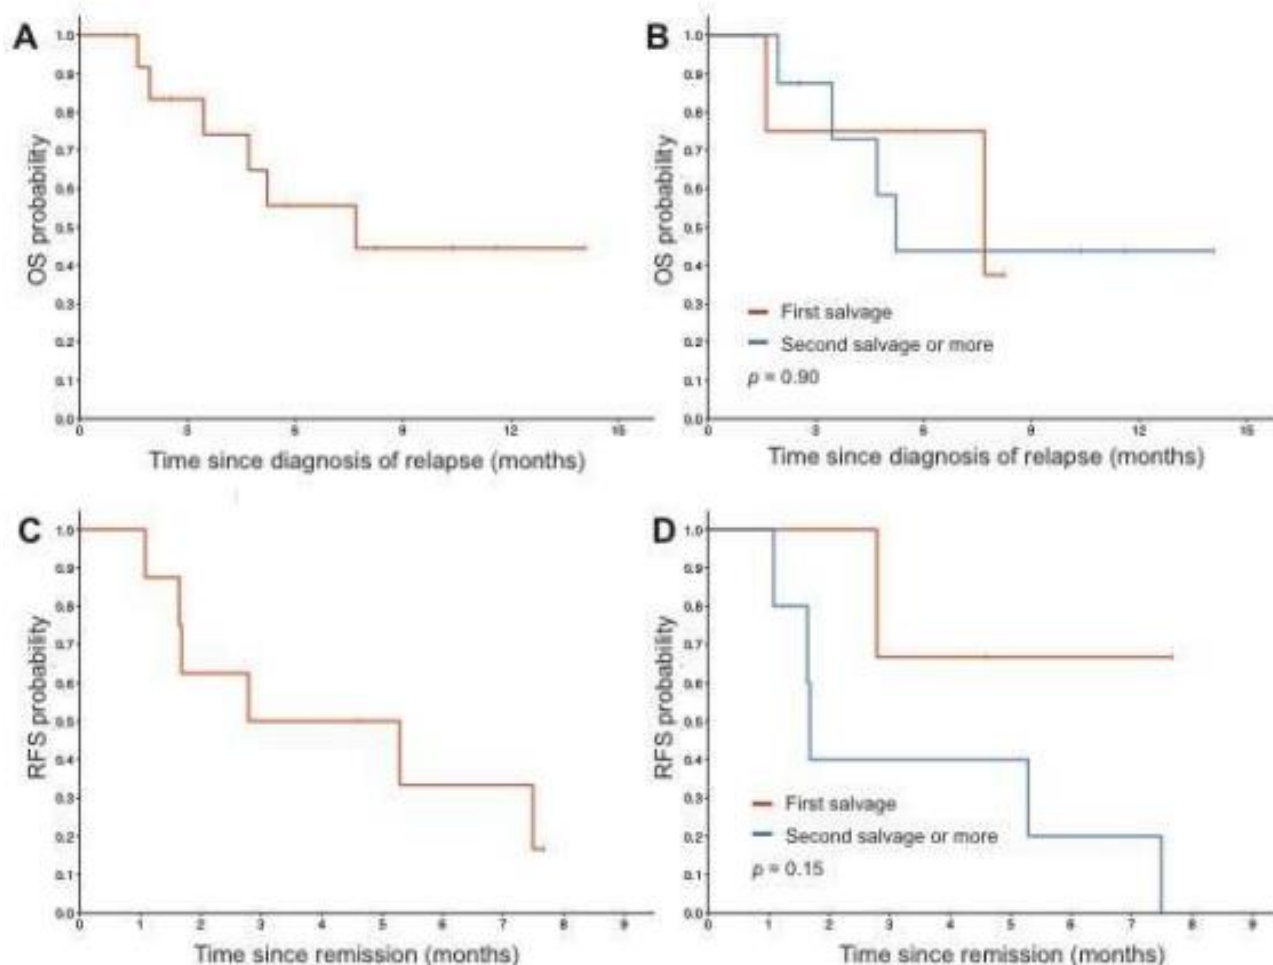 A
1.0
0.9
0.8
0.7
0.6
0.5
0.4
0.3
0.2
0.1
0.0
OS probability
0 3 6 9 12 15
Time since diagnosis of relapse (months)
B
1.0
0.9
0.8
0.7
0.6
0.5
0.4
0.3
0.2
0.1
0.0
OS probability
First salvage
Second salvage or more
p = 0.90
0 3 6 9 12 15
Time since diagnosis of relapse (months)
C
1.0
0.9
0.8
0.7
0.6
0.5
0.4
0.3
0.2
0.1
0.0
RFS probability
0 1 2 3 4 5 6 7 8 9
Time since remission (months)
D
1.0
0.9
0.8
0.7
0.6
0.5
0.4
0.3
0.2
0.1
0.0
RFS probability
First salvage
Second salvage or more
p = 0.15
0 1 2 3 4 5 6 7 8 9
Time since remission (months)